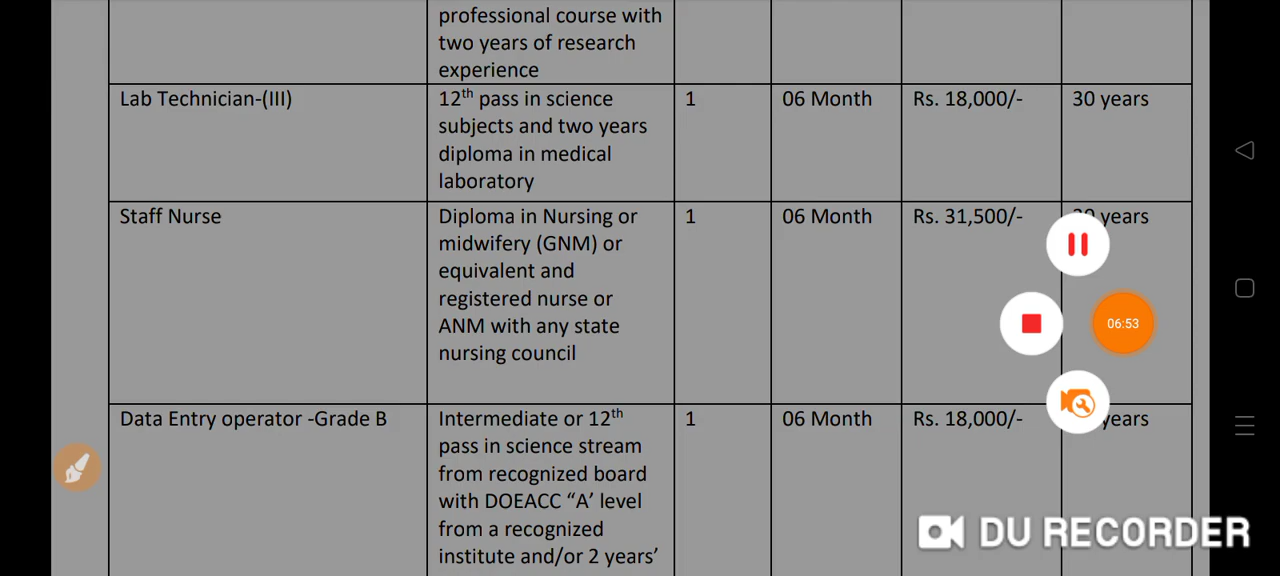 professional course with
two years of research
experience
Lab Technician-(III)
12th pass in science
subjects and two years
diploma in medical
laboratory
1
06 Month
Rs. 18,000/-
30 years
Staff Nurse
Diploma in Nursing or
midwifery (GNM) or
equivalent and
registered nurse or
ANM with any state
nursing council
1
06 Month
Rs. 31,500/-
years
Data Entry operator -Grade B
Intermediate or 12th
pass in science stream
from recognized board
with DOEACC “A’ level
from a recognized
institute and/or 2 years’
1
06 Month
Rs. 18,000/-
years
06:53
DU RECORDER